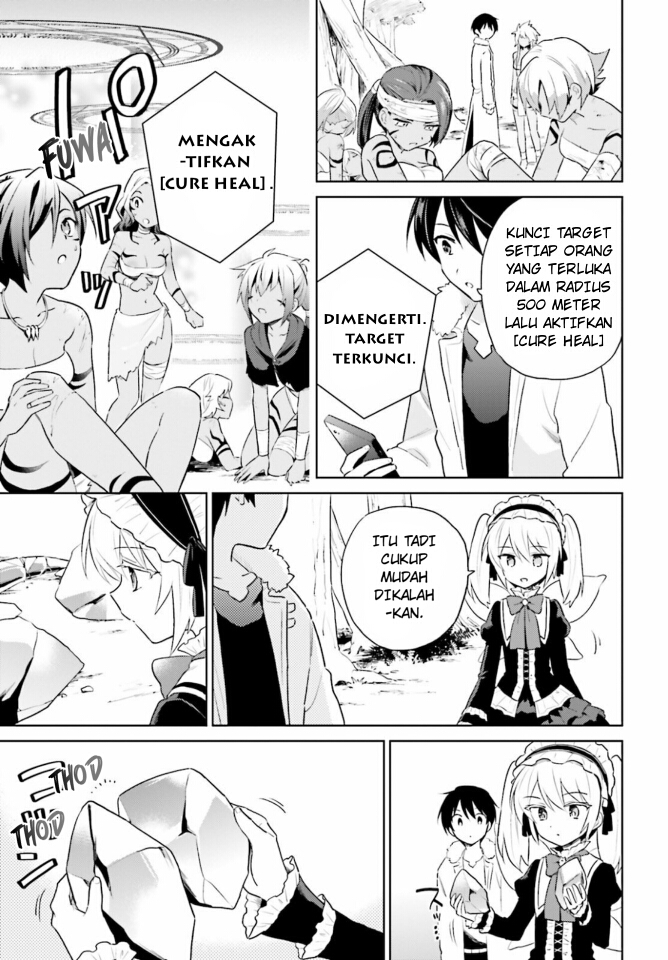 KUNCI TARGET
SETIAP ORANG
YANG TERLUKA
DALAM RADIUS
500 METER
LALU AKTIFKAN
[CURE HEAL]
DIMENGERTI.
TARGET
TERKUNCI.
MENGAK
-TIFKAN
[CURE HEAL].
FUWA
ITU TADI
CUKUP
MUDAH
DIKALAH
-KAN.
THOD
THOD